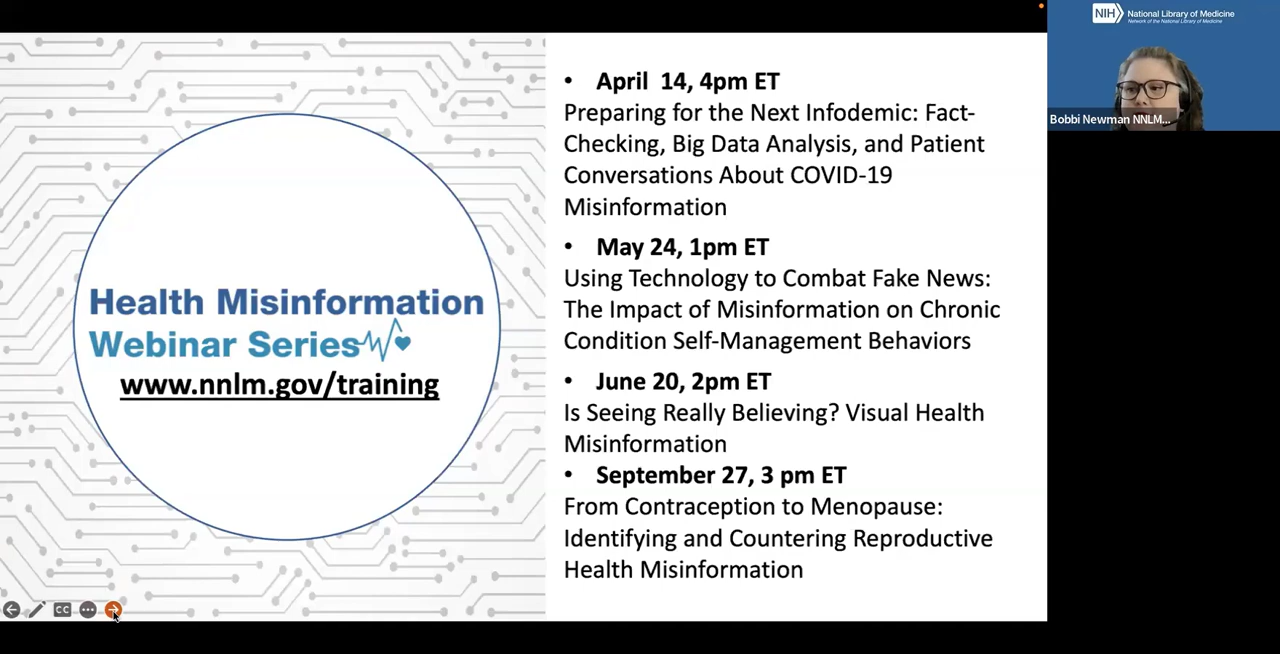 NIH National Library of Medicine
Network of the National Library of Medicine
Bobbi Newman NNLM...
• April 14, 4pm ET
Preparing for the Next Infodemic: Fact-
Checking, Big Data Analysis, and Patient
Conversations About COVID-19
Misinformation
• May 24, 1pm ET
Using Technology to Combat Fake News:
The Impact of Misinformation on Chronic
Condition Self-Management Behaviors
• June 20, 2pm ET
Is Seeing Really Believing? Visual Health
Misinformation
• September 27, 3 pm ET
From Contraception to Menopause:
Identifying and Countering Reproductive
Health Misinformation
Health Misinformation
Webinar Series
www.nnlm.gov/training
CC